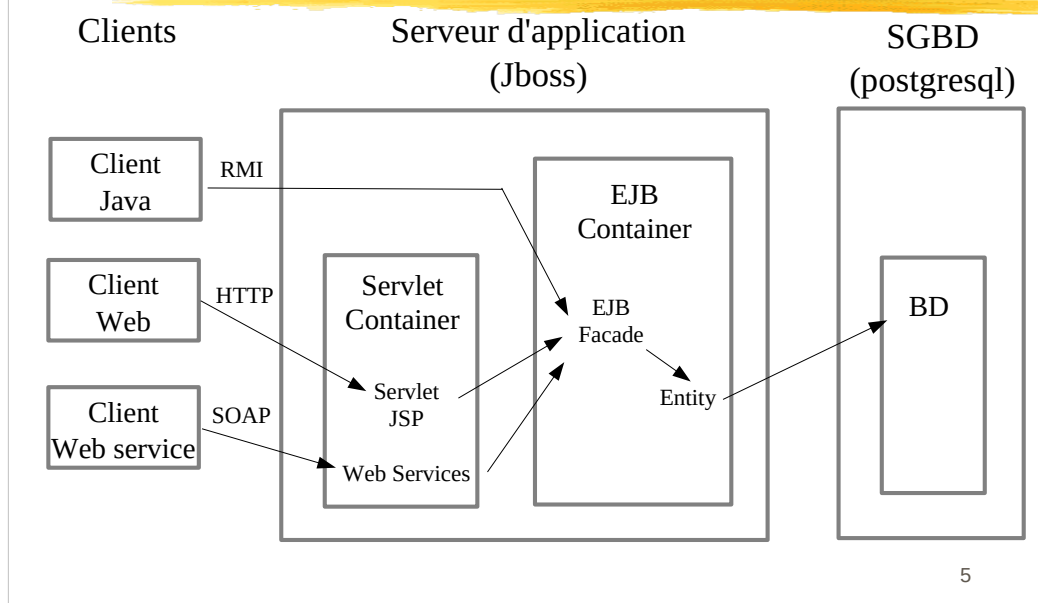 Clients
Serveur d'application
(Jboss)
SGBD
(postgresql)
Client
Java
RMI
EJB
Container
Client
Web
HTTP
Servlet
Container
EJB
Facade
BD
Servlet
JSP
Entity
Client
Web service
SOAP
Web Services
5